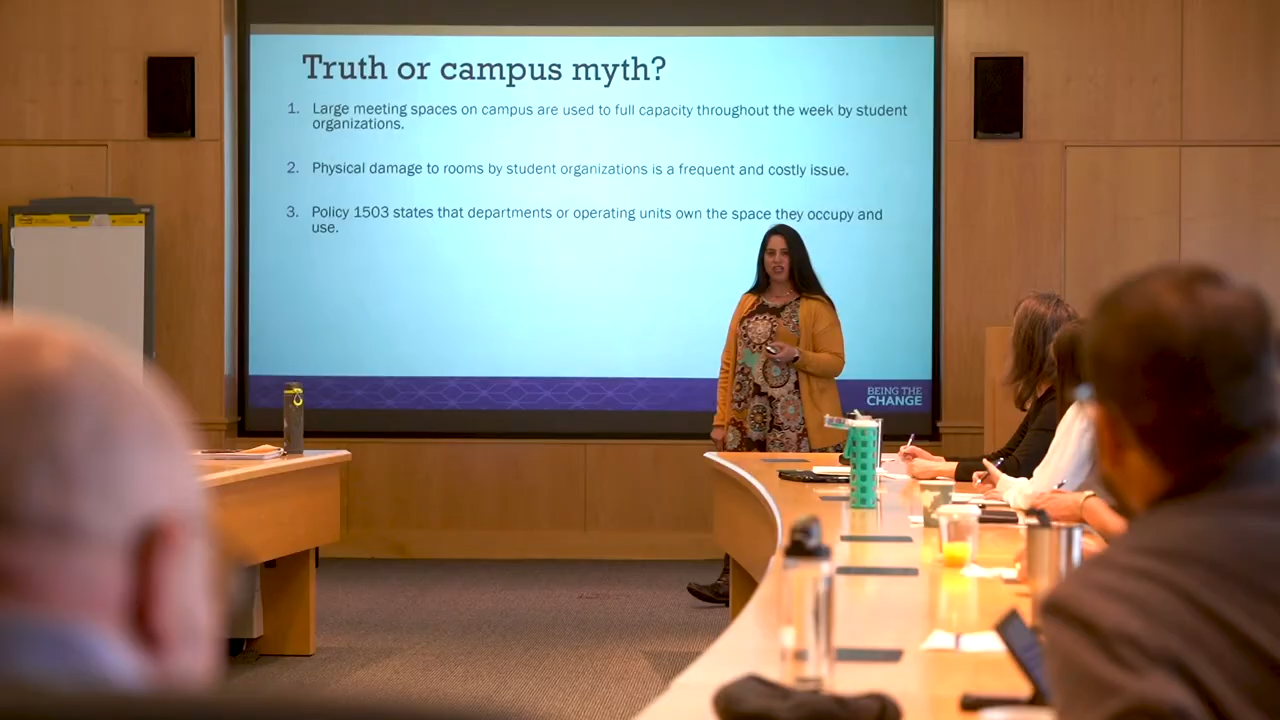 Truth or campus myth?
1. Large meeting spaces on campus are used to full capacity throughout the week by student
organizations.
2. Physical damage to rooms by student organizations is a frequent and costly issue.
3. Policy 1503 states that departments or operating units own the space they occupy and
use.
BEING THE
CHANGE